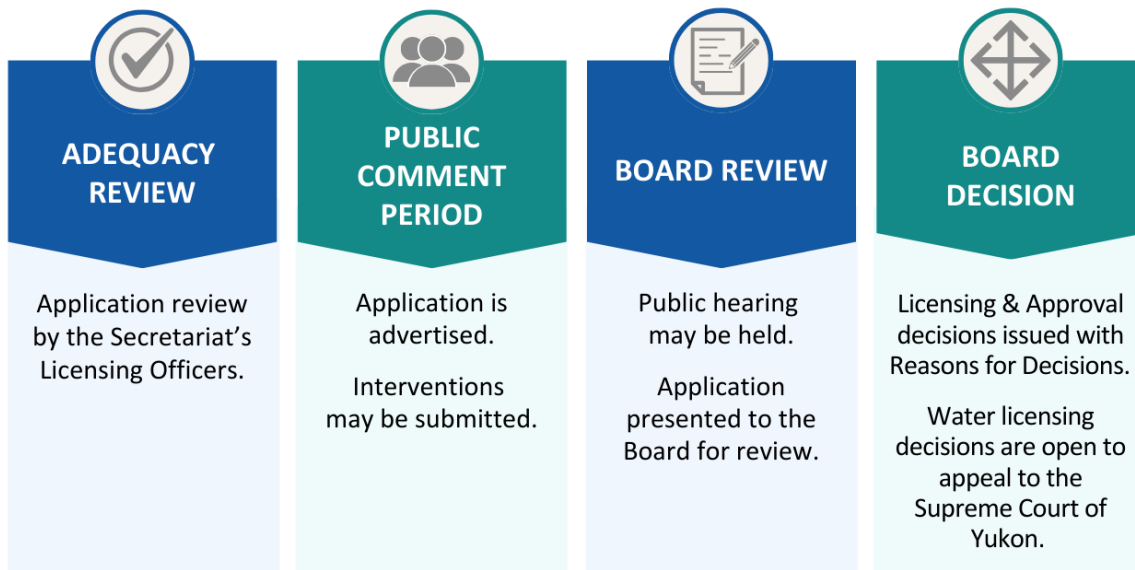 ADEQUACY
REVIEW
Application review
by the Secretariat’s
Licensing Officers.
PUBLIC
COMMENT
PERIOD
Application is
advertised.
Interventions
may be submitted.
BOARD REVIEW
Public hearing
may be held.
Application
presented to the
Board for review.
BOARD
DECISION
Licensing & Approval
decisions issued with
Reasons for Decisions.
Water licensing
decisions are open to
appeal to the
Supreme Court of
Yukon.